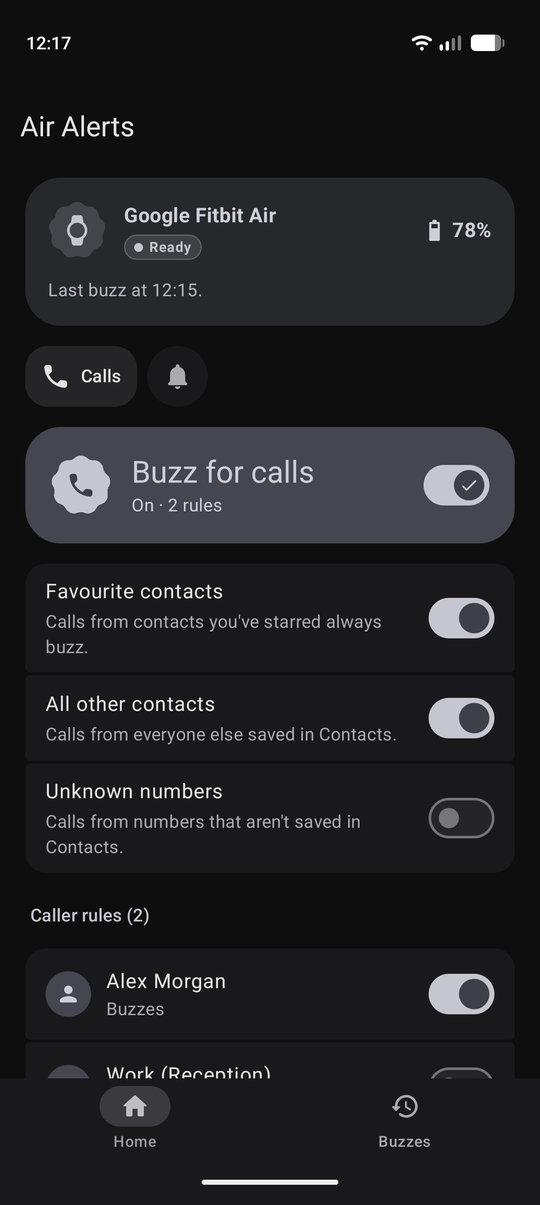 12:17
Air Alerts
Google Fitbit Air
Ready
78%
Last buzz at 12:15.
Calls
Buzz for calls
On · 2 rules
Favourite contacts
Calls from contacts you've starred always
buzz.
All other contacts
Calls from everyone else saved in Contacts.
Unknown numbers
Calls from numbers that aren't saved in
Contacts.
Caller rules (2)
Alex Morgan
Buzzes
Work (Reception)
Home
Buzzes